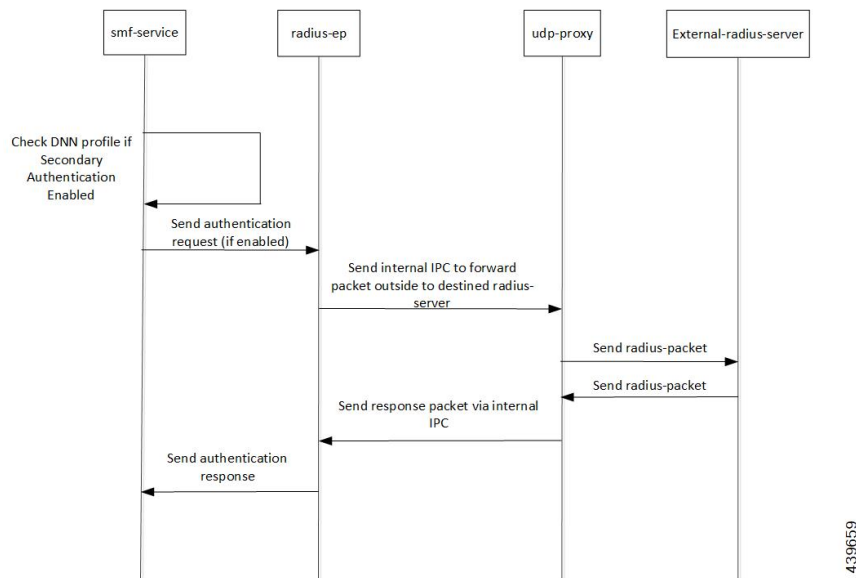 smf-service
radius-ep
udp-proxy
External-radius-server
Check DNN profile if
Secondary
Authentication
Enabled
Send authentication
request (if enabled)
Send internal IPC to forward
packet outside to destined radius-
server
Send radius-packet
Send radius-packet
Send response packet via internal
IPC
Send authentication
response
439659